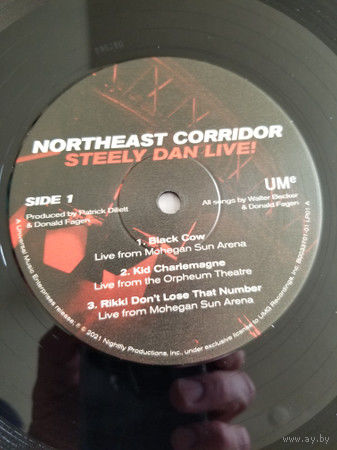 NORTHEAST CORRIDOR
STEELY DAN LIVE!
SIDE 1
UMe
Produced by Patrick Dillett
& Donald Fagen
All songs by Walter Becker
& Donald Fagen
1. Black Cow
Live from Mohegan Sun Arena
2. Kid Charlemagne
Live from the Orpheum Theatre
3. Rikki Don't Lose That Number
Live from Mohegan Sun Arena
A Universal Music Enterprises release; ℗ © 2021 Nightfly Productions, Inc., under exclusive license to UMG Recordings, Inc.
www.ay.by